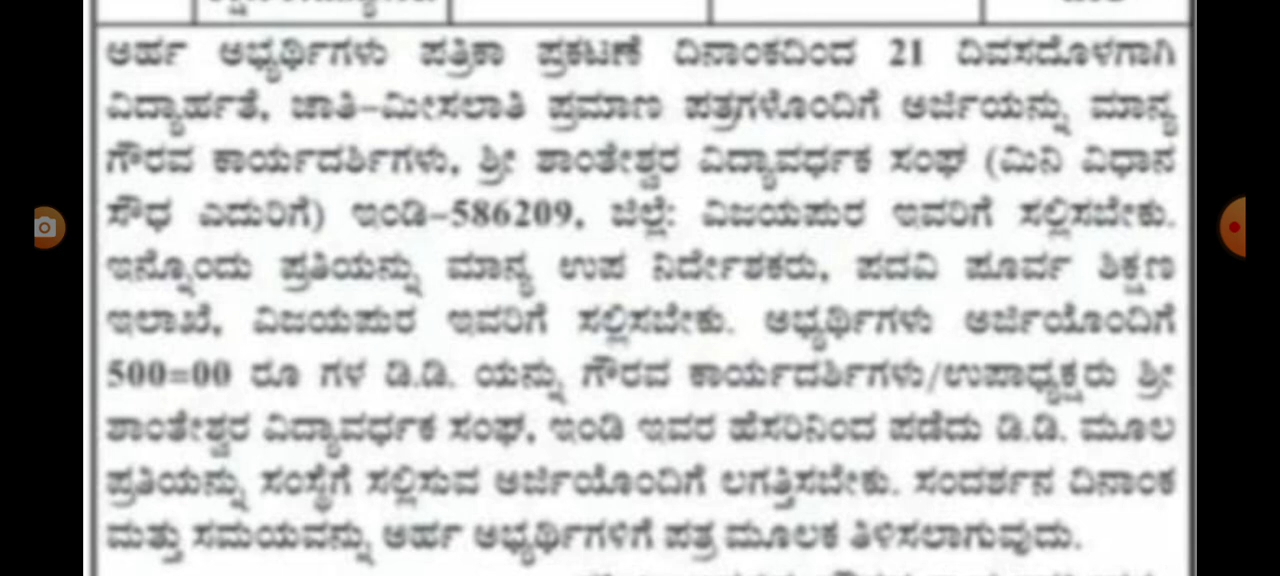 ಅರ್ಹ ಅಭ್ಯರ್ಥಿಗಳು ಪತ್ರಿಕಾ ಪ್ರಕಟಣೆ ದಿನಾಂಕದಿಂದ 21 ದಿವಸದೊಳಗಾಗಿ
ವಿದ್ಯಾರ್ಹತೆ, ಜಾತಿ-ಮೀಸಲಾತಿ ಪ್ರಮಾಣ ಪತ್ರಗಳೊಂದಿಗೆ ಅರ್ಜಿಯನ್ನು ಮಾನ್ಯ
ಗೌರವ ಕಾರ್ಯದರ್ಶಿಗಳು, ಶ್ರೀ ಶಾಂತೇಶ್ವರ ವಿದ್ಯಾವರ್ಧಕ ಸಂಘ (ಮಿನಿ ವಿಧಾನ
ಸೌಧ ಎದುರಿಗೆ) ಇಂಡಿ-586209, ಜಿಲ್ಲೆ: ವಿಜಯಪುರ ಇವರಿಗೆ ಸಲ್ಲಿಸಬೇಕು.
ಇನ್ನೊಂದು ಪ್ರತಿಯನ್ನು ಮಾನ್ಯ ಉಪ ನಿರ್ದೇಶಕರು, ಪದವಿ ಪೂರ್ವ ಶಿಕ್ಷಣ
ಇಲಾಖೆ, ವಿಜಯಪುರ ಇವರಿಗೆ ಸಲ್ಲಿಸಬೇಕು. ಅಭ್ಯರ್ಥಿಗಳು ಅರ್ಜಿಯೊಂದಿಗೆ
500=00 ರೂ ಗಳ ಡಿ.ಡಿ. ಯನ್ನು ಗೌರವ ಕಾರ್ಯದರ್ಶಿಗಳು/ಉಪಾಧ್ಯಕ್ಷರು ಶ್ರೀ
ಶಾಂತೇಶ್ವರ ವಿದ್ಯಾವರ್ಧಕ ಸಂಘ, ಇಂಡಿ ಇವರ ಹೆಸರಿನಿಂದ ಪಡೆದು ಡಿ.ಡಿ. ಮೂಲ
ಪ್ರತಿಯನ್ನು ಸಂಸ್ಥೆಗೆ ಸಲ್ಲಿಸುವ ಅರ್ಜಿಯೊಂದಿಗೆ ಲಗತ್ತಿಸಬೇಕು. ಸಂದರ್ಶನ ದಿನಾಂಕ
ಮತ್ತು ಸಮಯವನ್ನು ಅರ್ಹ ಅಭ್ಯರ್ಥಿಗಳಿಗೆ ಪತ್ರ ಮೂಲಕ ತಿಳಿಸಲಾಗುವುದು.